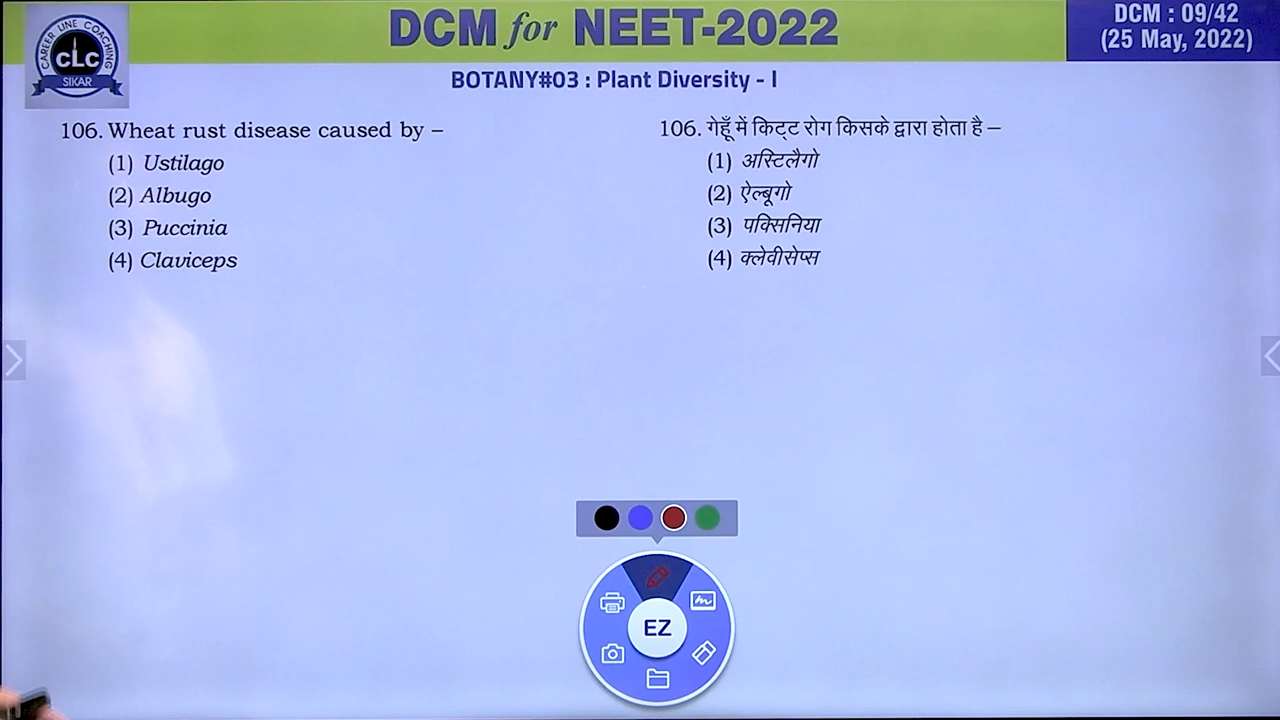 DCM for NEET-2022
DCM : 09/42
(25 May, 2022)
CAREER LINE COACHING
CLC
SIKAR
BOTANY#03 : Plant Diversity - I
106. Wheat rust disease caused by –
(1) Ustilago
(2) Albugo
(3) Puccinia
(4) Claviceps
106. गेहूँ में किट्ट रोग किसके द्वारा होता है –
(1) अस्टिलैगो
(2) ऐल्बूगो
(3) पक्सिनिया
(4) क्लेवीसेप्स
EZ